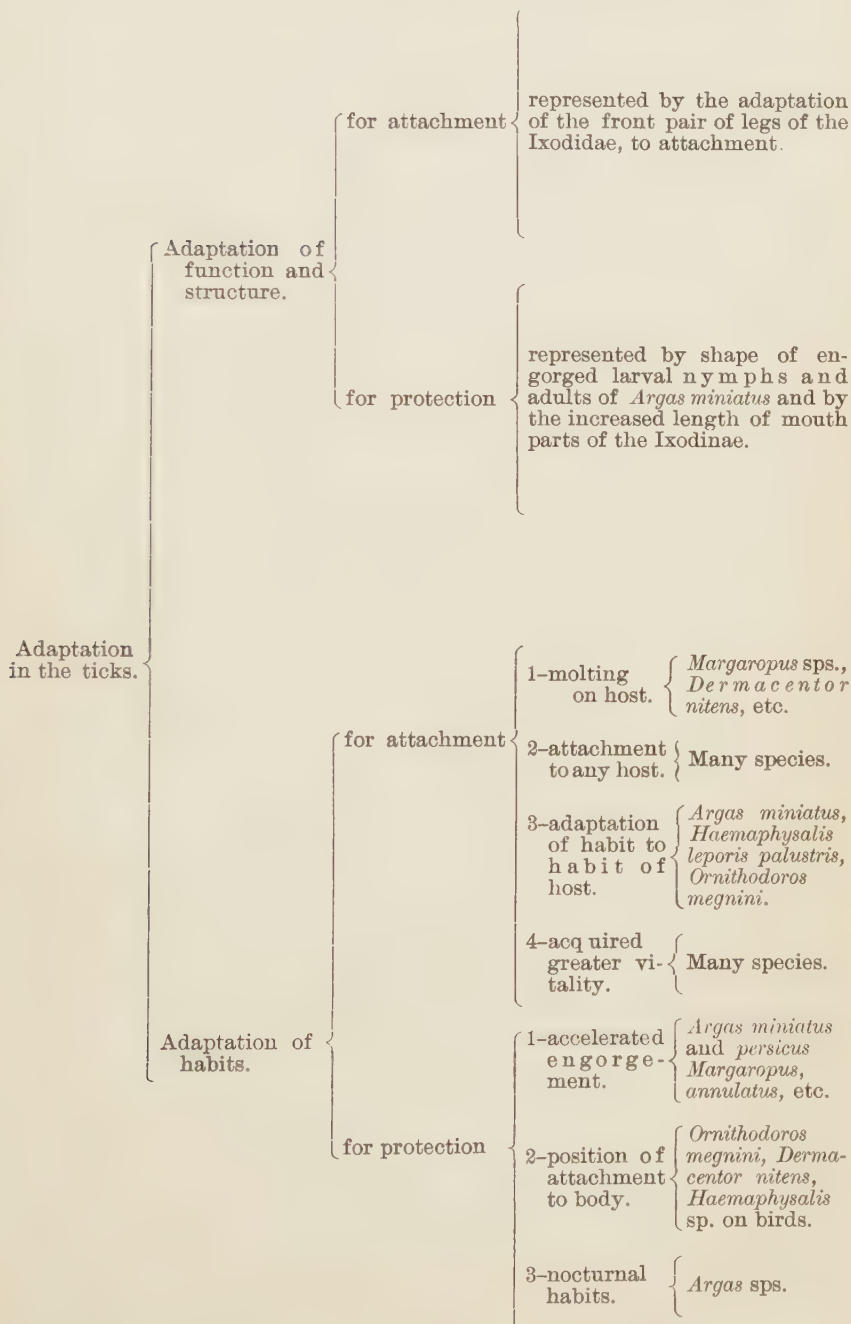 for attachment
represented by the adaptation
of the front pair of legs of the
Ixodidae, to attachment.
Adaptation of
function and
structure.
for protection
represented by shape of en-
gorged larval nymphs and
adults of Argas miniatus and by
the increased length of mouth
parts of the Ixodinae.
Adaptation
in the ticks.
Adaptation of
habits.
for attachment
1-molting
on host.
Margaropus sps.,
Dermacentor
nitens, etc.
2-attachment
to any host.
Many species.
3-adaptation
of habit to
habit of
host.
Argas miniatus,
Haemaphysalis
leporis palustris,
Ornithodoros
megnini.
4-acquired
greater vi-
tality.
Many species.
for protection
1-accelerated
engorge-
ment.
Argas miniatus
and persicus
Margaropus,
annulatus, etc.
2-position of
attachment
to body.
Ornithodoros
megnini, Derma-
centor nitens,
Haemaphysalis
sp. on birds.
3-nocturnal
habits.
Argas sps.